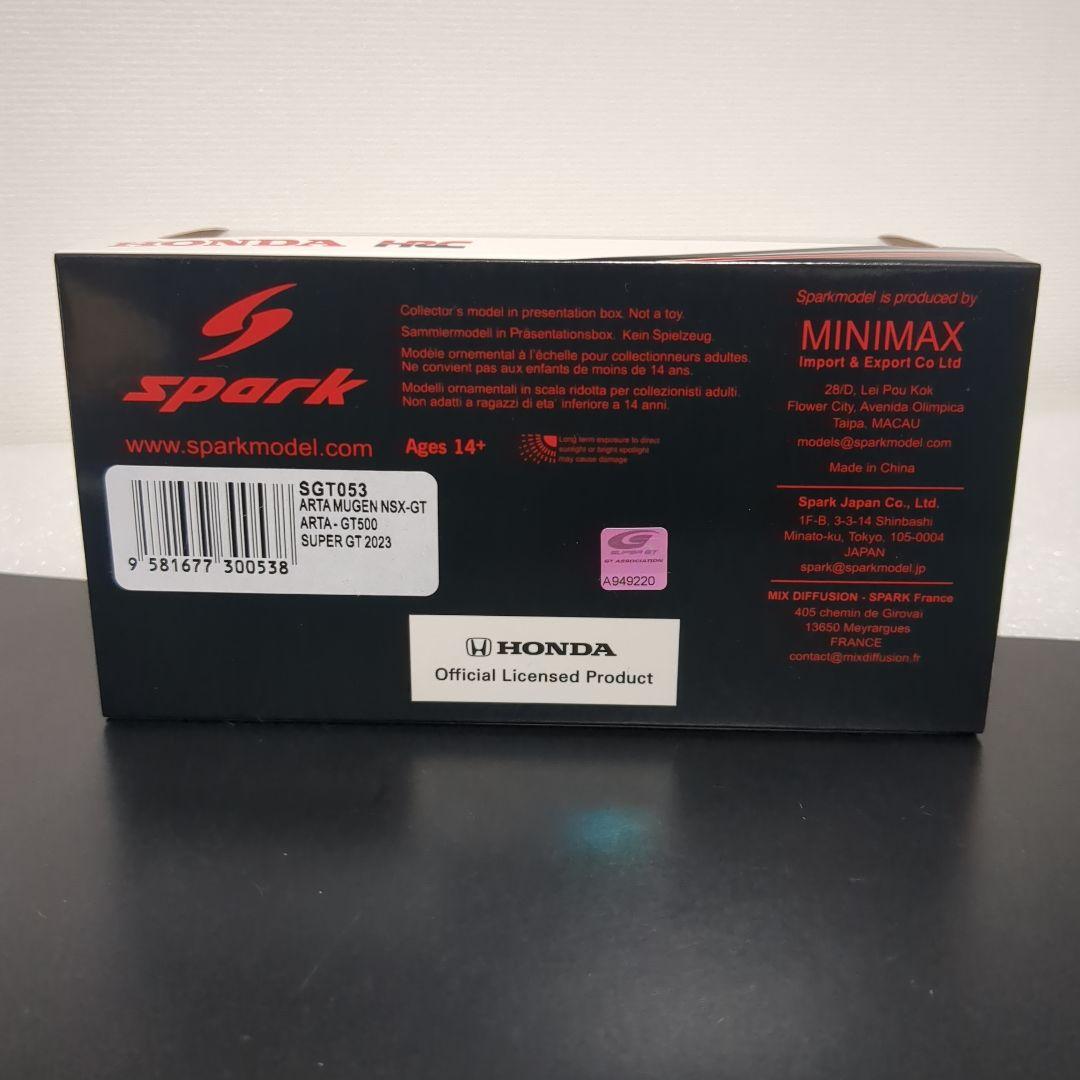 HONDA HRC
spark
www.sparkmodel.com
Collector's model in presentation box. Not a toy.
Sammlermodell in Präsentationsbox. Kein Spielzeug.
Modèle ornemental à l'échelle pour collectionneurs adultes.
Ne convient pas aux enfants de moins de 14 ans.
Modelli ornamentali in scala ridotta per collezionisti adulti.
Non adatti a ragazzi di eta' inferiore a 14 anni.
Ages 14+
Long term exposure to direct
sunlight or bright spotlight
may cause damage
SGT053
ARTA MUGEN NSX-GT
ARTA - GT500
SUPER GT 2023
9 581677 300538
SUPER GT
GT ASSOCIATION
A949220
HONDA
Official Licensed Product
Sparkmodel is produced by
MINIMAX
Import & Export Co Ltd
28/D, Lei Pou Kok
Flower City, Avenida Olimpica
Taipa, MACAU
models@sparkmodel.com
Made in China
Spark Japan Co., Ltd.
1F-B, 3-3-14 Shinbashi
Minato-ku, Tokyo, 105-0004
JAPAN
spark@sparkmodel.jp
MIX DIFFUSION - SPARK France
405 chemin de Girovai
13650 Meyrargues
FRANCE
contact@mixdiffusion.fr